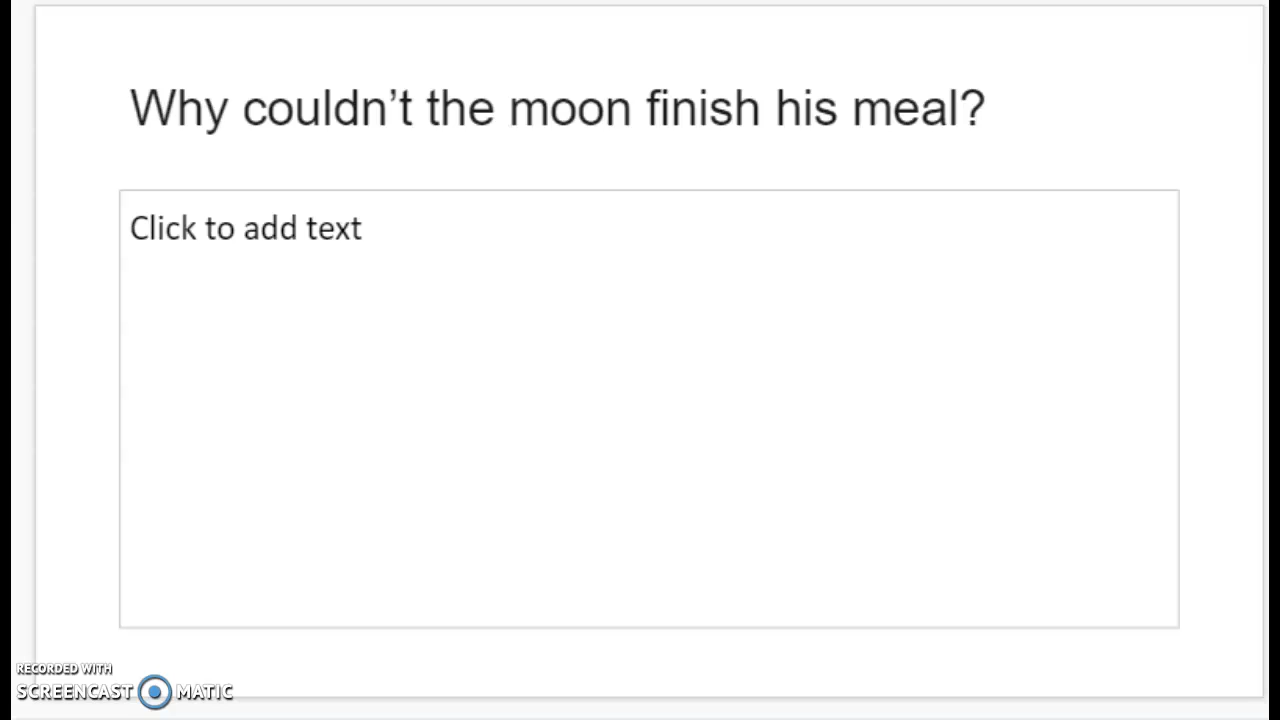 Why couldn’t the moon finish his meal?
Click to add text
RECORDED WITH
SCREENCAST MATIC